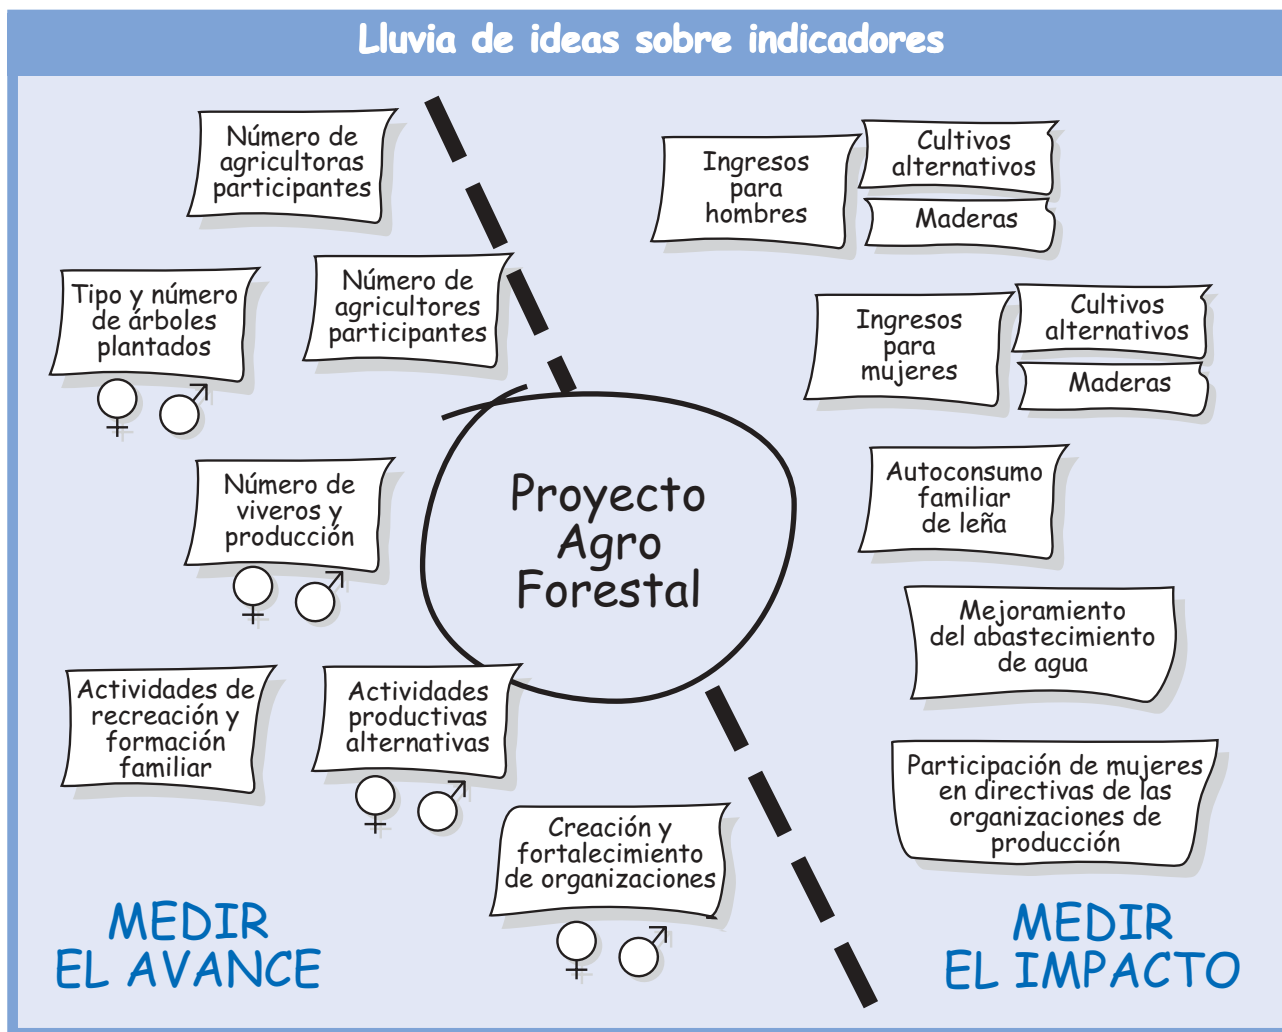 Lluvia de ideas sobre indicadores
Número de
agricultoras
participantes
Número de
agricultores
participantes
Tipo y número
de árboles
plantados
Número de
viveros y
producción
Actividades de
recreación y
formación
familiar
Actividades
productivas
alternativas
Creación y
fortalecimiento
de organizaciones
MEDIR
EL AVANCE
Proyecto
Agro
Forestal
Ingresos
para
hombres
Cultivos
alternativos
Maderas
Ingresos
para
mujeres
Cultivos
alternativos
Maderas
Autoconsumo
familiar
de leña
Mejoramiento
del abastecimiento
de agua
Participación de mujeres
en directivas de las
organizaciones de
producción
MEDIR
EL IMPACTO